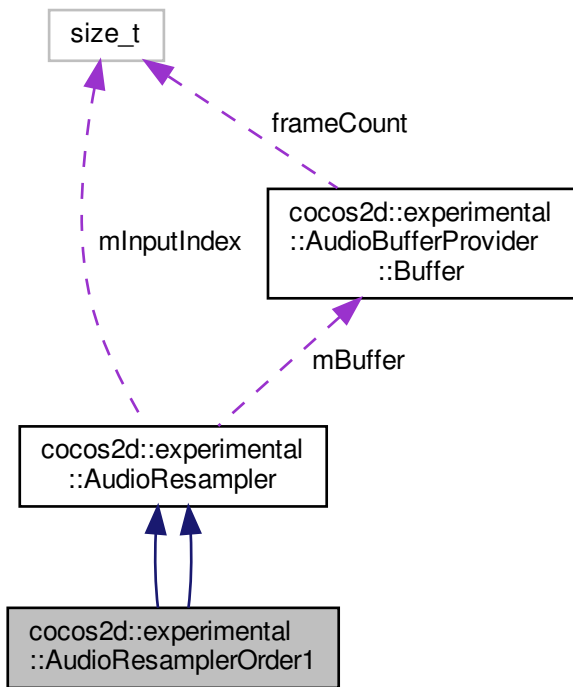 size_t
frameCount
cocos2d::experimental
::AudioBufferProvider
::Buffer
mInputIndex
mBuffer
cocos2d::experimental
::AudioResampler
cocos2d::experimental
::AudioResamplerOrder1